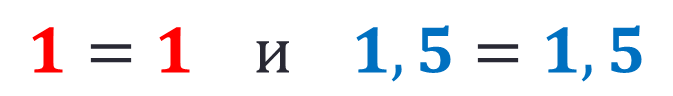 1 = 1 и 1, 5 = 1, 5